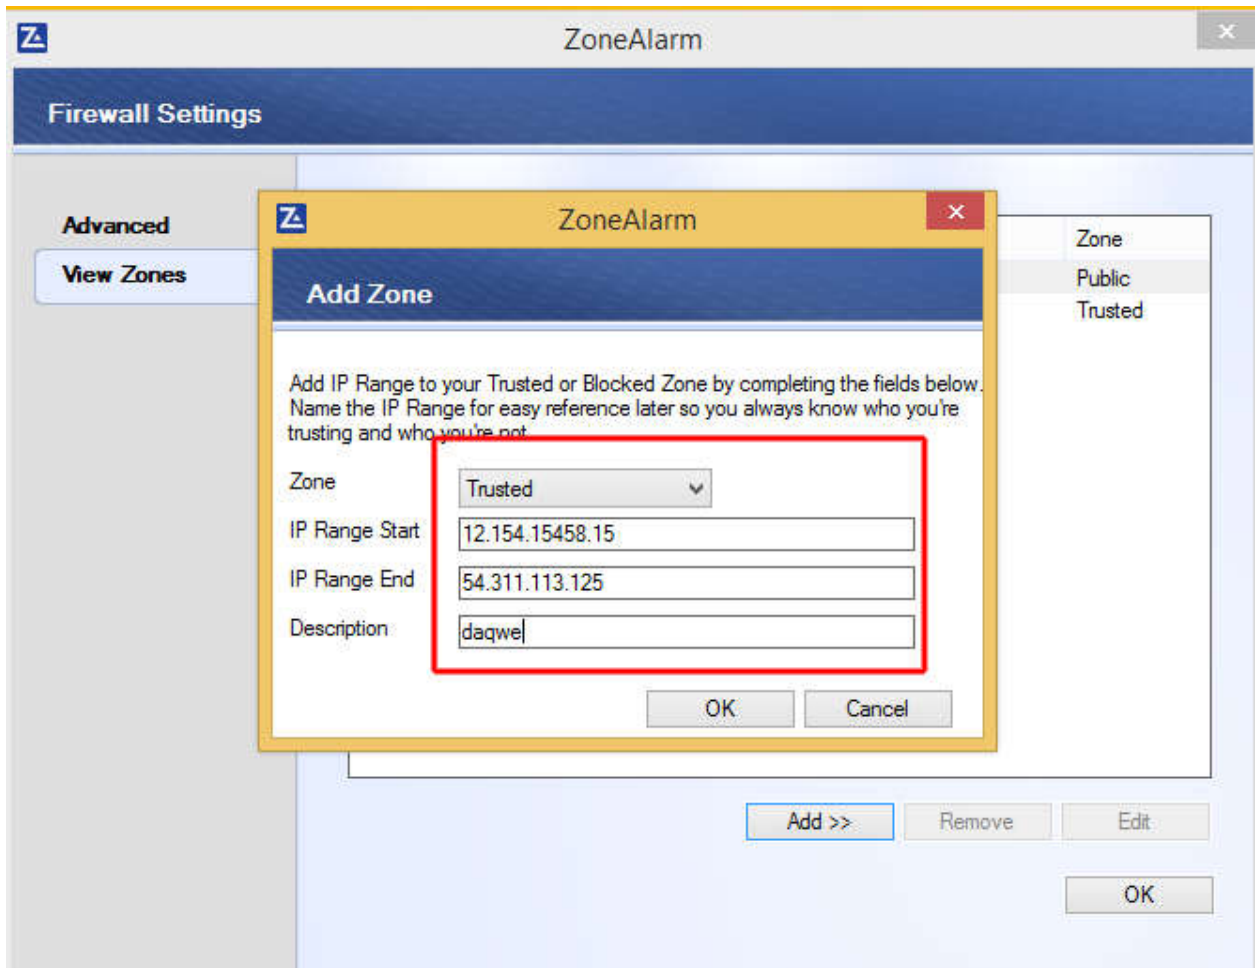 ZoneAlarm
Firewall Settings
Advanced
View Zones
Zone
Public
Trusted
ZoneAlarm
Add Zone
Add IP Range to your Trusted or Blocked Zone by completing the fields below.
Name the IP Range for easy reference later so you always know who you're
trusting and who you're not.
Zone
Trusted
IP Range Start
12.154.15458.15
IP Range End
54.311.113.125
Description
daqwe
OK
Cancel
Add >>
Remove
Edit
OK